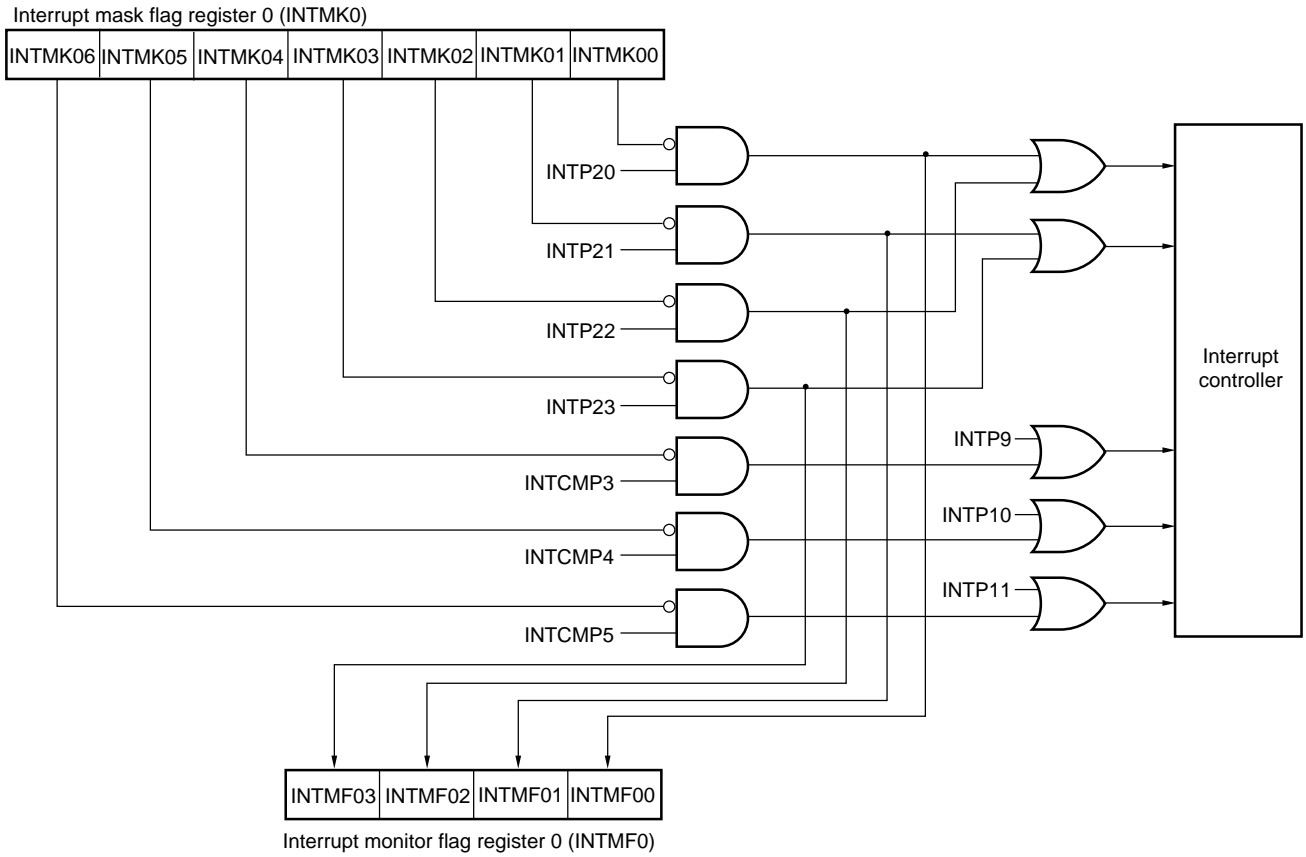 Interrupt mask flag register 0 (INTMK0)
INTMK06 INTMK05 INTMK04 INTMK03 INTMK02 INTMK01 INTMK00
INTP20
INTP21
INTP22
INTP23
INTCMP3
INTCMP4
INTCMP5
INTP9
INTP10
INTP11
Interrupt
controller
INTMF03 INTMF02 INTMF01 INTMF00
Interrupt monitor flag register 0 (INTMF0)